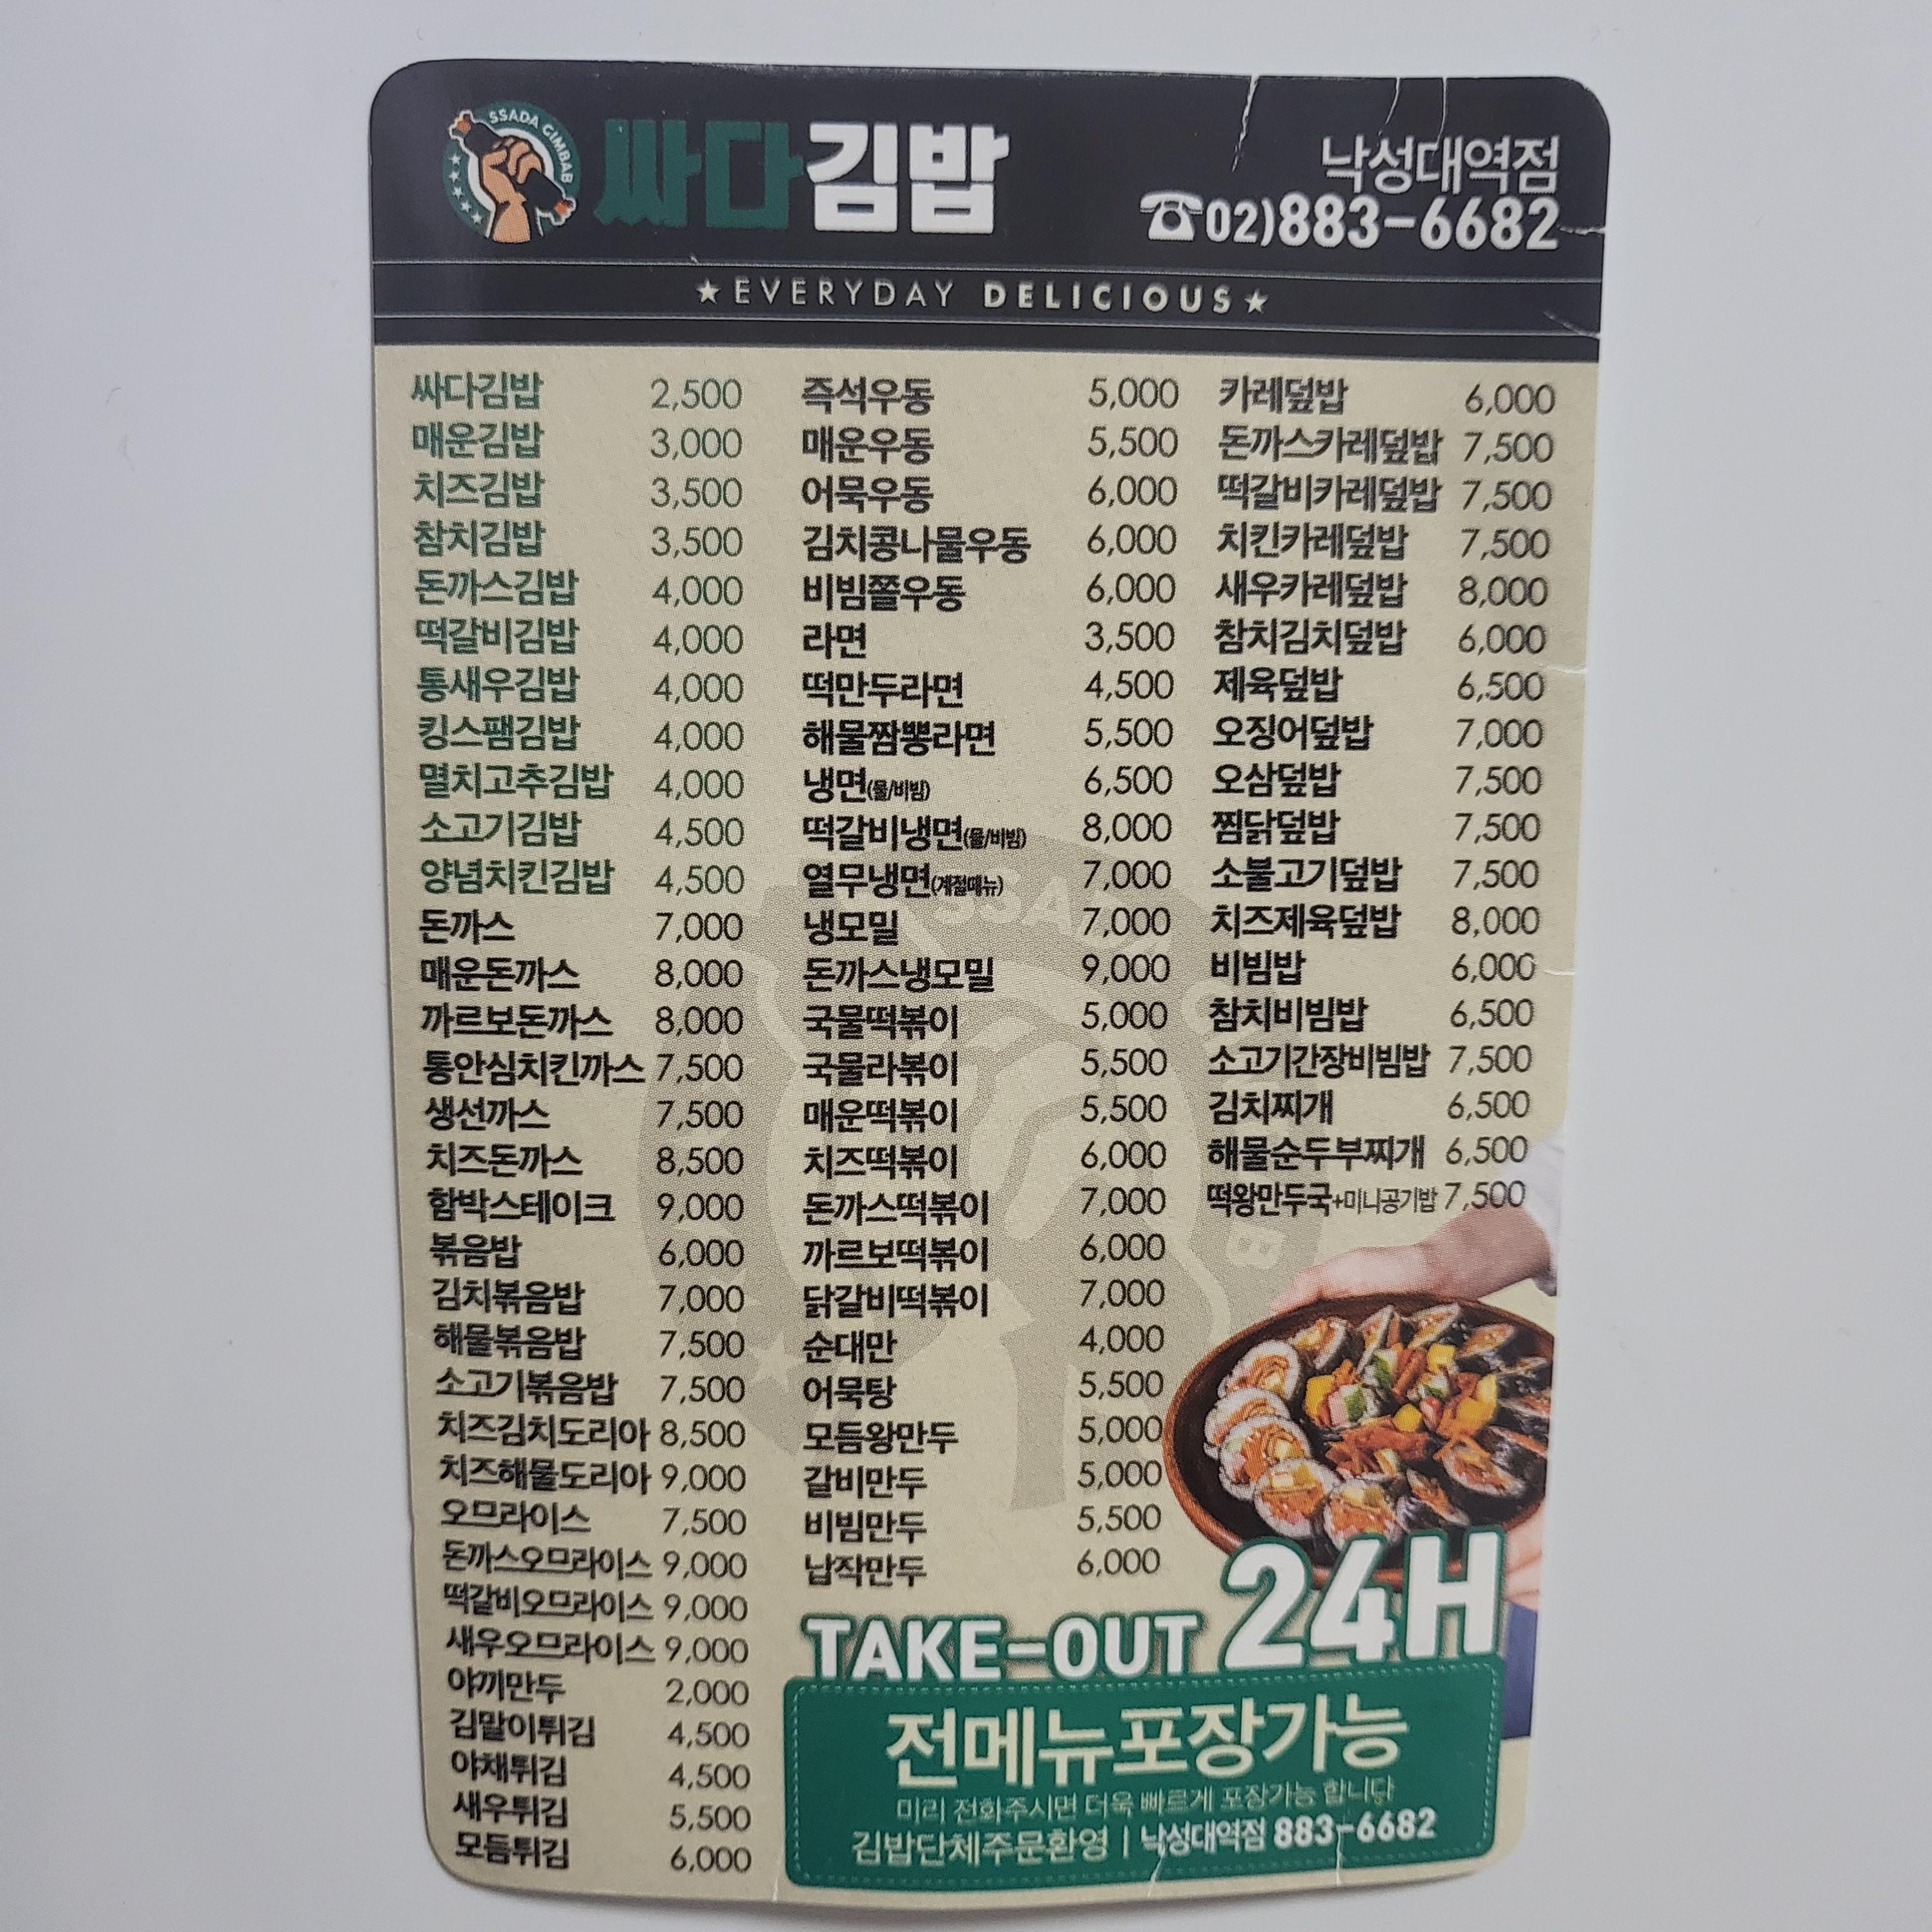 SSADA GIMBAB
싸다김밥
낙성대역점
☎02)883-6682
★EVERYDAY DELICIOUS★
싸다김밥 2,500
매운김밥 3,000
치즈김밥 3,500
참치김밥 3,500
돈까스김밥 4,000
떡갈비김밥 4,000
통새우김밥 4,000
킹스팸김밥 4,000
멸치고추김밥 4,000
소고기김밥 4,500
양념치킨김밥 4,500
돈까스 7,000
매운돈까스 8,000
까르보돈까스 8,000
통안심치킨까스 7,500
생선까스 7,500
치즈돈까스 8,500
함박스테이크 9,000
볶음밥 6,000
김치볶음밥 7,000
해물볶음밥 7,500
소고기볶음밥 7,500
치즈김치도리아 8,500
치즈해물도리아 9,000
오므라이스 7,500
돈까스오므라이스 9,000
떡갈비오므라이스 9,000
새우오므라이스 9,000
야끼만두 2,000
김말이튀김 4,500
야채튀김 4,500
새우튀김 5,500
모듬튀김 6,000
즉석우동 5,000
매운우동 5,500
어묵우동 6,000
김치콩나물우동 6,000
비빔쫄우동 6,000
라면 3,500
떡만두라면 4,500
해물짬뽕라면 5,500
냉면(물/비빔) 6,500
떡갈비냉면(물/비빔) 8,000
열무냉면(계절메뉴) 7,000
냉모밀 7,000
돈까스냉모밀 9,000
국물떡볶이 5,000
국물라볶이 5,500
매운떡볶이 5,500
치즈떡볶이 6,000
돈까스떡볶이 7,000
까르보떡볶이 6,000
닭갈비떡볶이 7,000
순대만 4,000
어묵탕 5,500
모듬왕만두 5,000
갈비만두 5,000
비빔만두 5,500
납작만두 6,000
카레덮밥 6,000
돈까스카레덮밥 7,500
떡갈비카레덮밥 7,500
치킨카레덮밥 7,500
새우카레덮밥 8,000
참치김치덮밥 6,000
제육덮밥 6,500
오징어덮밥 7,000
오삼덮밥 7,500
찜닭덮밥 7,500
소불고기덮밥 7,500
치즈제육덮밥 8,000
비빔밥 6,000
참치비빔밥 6,500
소고기간장비빔밥 7,500
김치찌개 6,500
해물순두부찌개 6,500
떡왕만두국+미니공기밥 7,500
TAKE-OUT 24H
전메뉴포장가능
미리 전화주시면 더욱 빠르게 포장가능 합니다
김밥단체주문환영 | 낙성대역점 883-6682